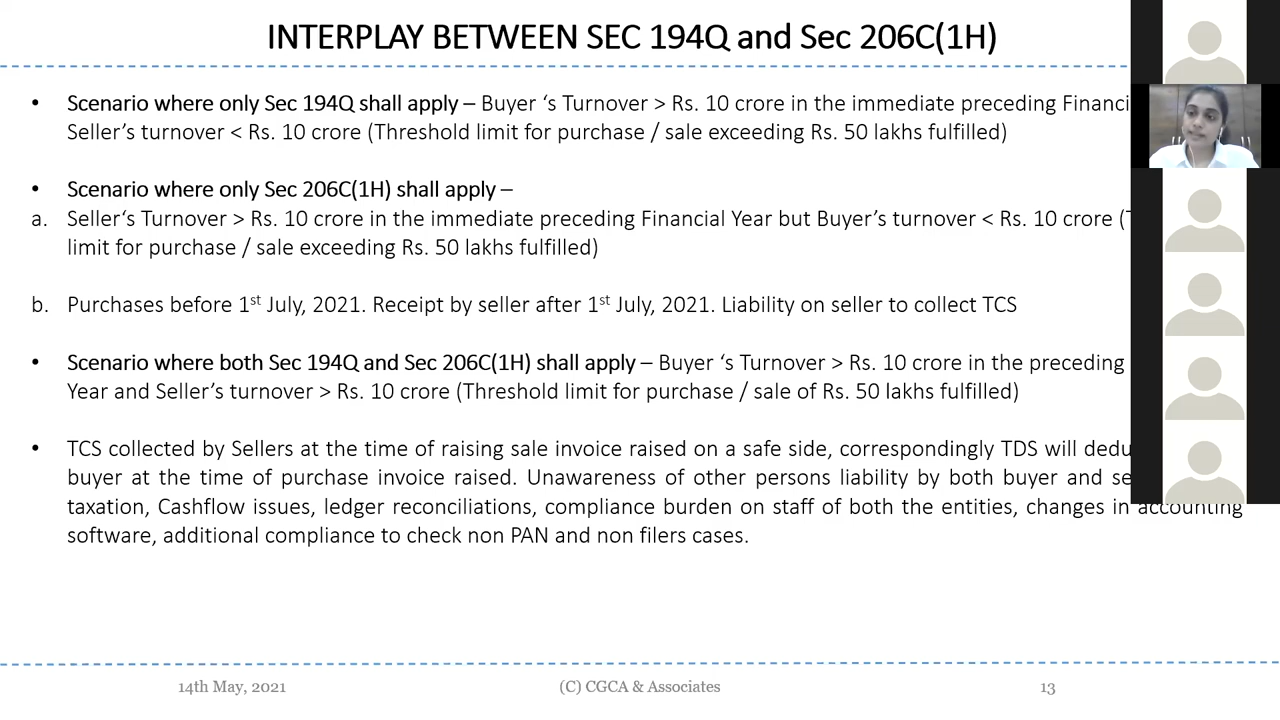 INTERPLAY BETWEEN SEC 194Q and Sec 206C(1H)
• Scenario where only Sec 194Q shall apply – Buyer ‘s Turnover > Rs. 10 crore in the immediate preceding
Seller’s turnover < Rs. 10 crore (Threshold limit for purchase / sale exceeding Rs. 50 lakhs fulfilled)
• Scenario where only Sec 206C(1H) shall apply –
a. Seller‘s Turnover > Rs. 10 crore in the immediate preceding Financial Year but Buyer’s turnover < Rs. 10 crore
limit for purchase / sale exceeding Rs. 50 lakhs fulfilled)
b. Purchases before 1st July, 2021. Receipt by seller after 1st July, 2021. Liability on seller to collect TCS
• Scenario where both Sec 194Q and Sec 206C(1H) shall apply – Buyer ‘s Turnover > Rs. 10 crore in the preceding
Year and Seller’s turnover > Rs. 10 crore (Threshold limit for purchase / sale of Rs. 50 lakhs fulfilled)
• TCS collected by Sellers at the time of raising sale invoice raised on a safe side, correspondingly TDS will
buyer at the time of purchase invoice raised. Unawareness of other persons liability by both buyer and
taxation, Cashflow issues, ledger reconciliations, compliance burden on staff of both the entities, changes in accounting
software, additional compliance to check non PAN and non filers cases.
14th May, 2021
(C) CGCA & Associates
13